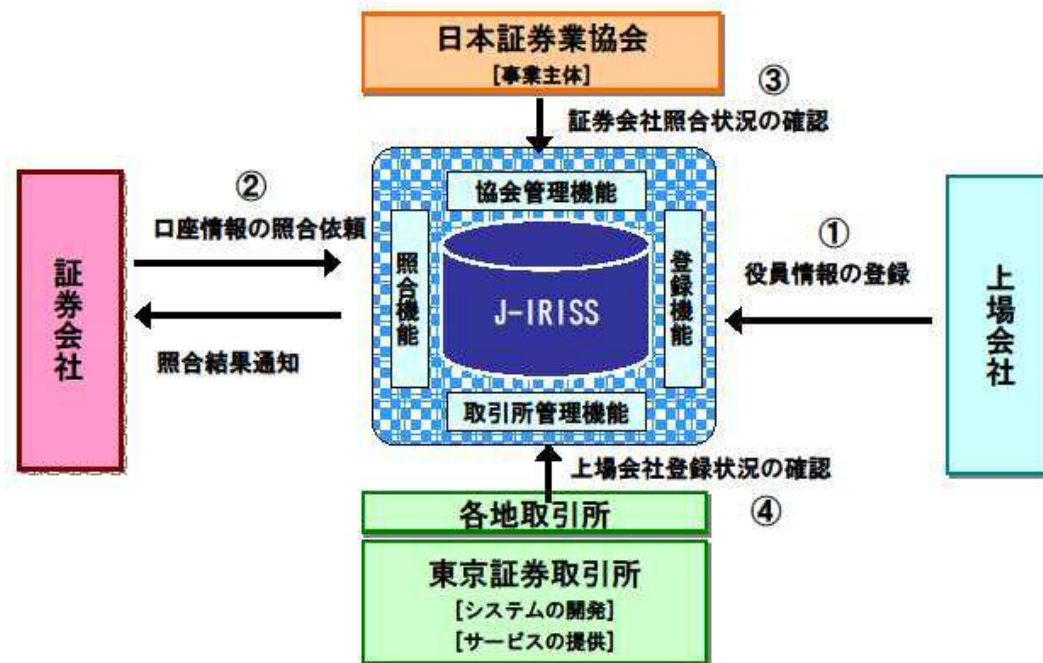 日本証券業協会
[事業主体]
③
証券会社照合状況の確認
②
口座情報の照合依頼
協会管理機能
①
役員情報の登録
証券会社
照合機能
J-IRISS
登録機能
上場会社
照合結果通知
取引所管理機能
上場会社登録状況の確認
各地取引所
④
東京証券取引所
[システムの開発]
[サービスの提供]